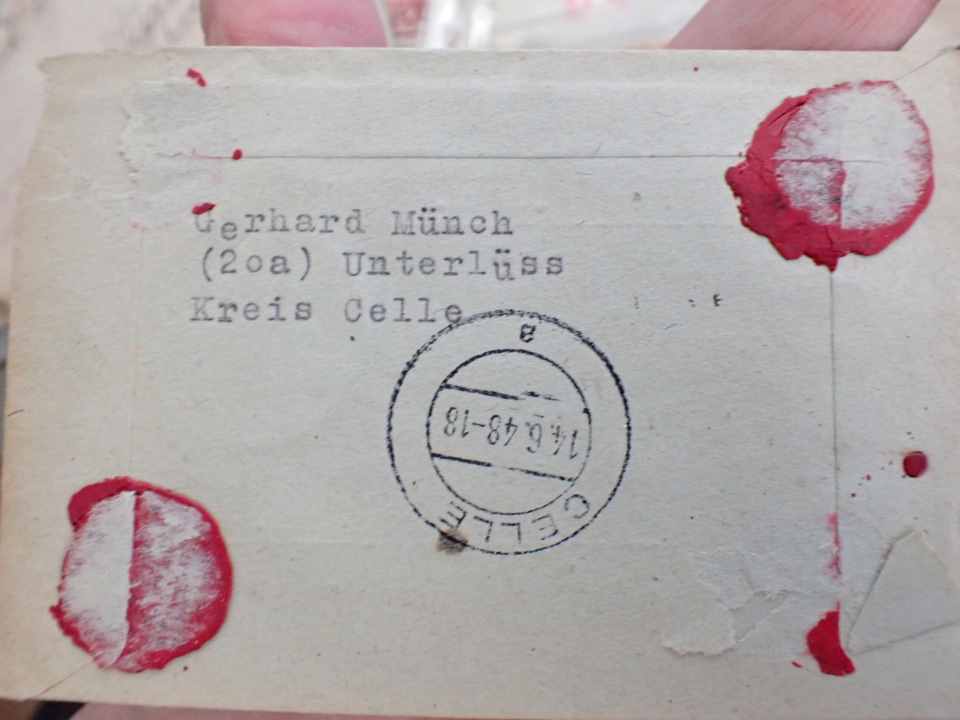 Gerhard Münch
(2oa) Unterlüss
Kreis Celle
a
14.6.48-18
CELLE